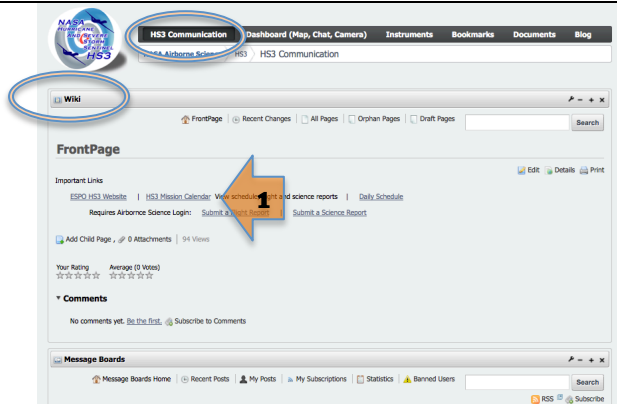 NASA
HURRICANE
AND SEVERE
STORM
SENTINEL
HS3
HS3 Communication Dashboard (Map, Chat, Camera) Instruments Bookmarks Documents Blog
Airborne Science HS3 HS3 Communication
Wiki
FrontPage Recent Changes All Pages Orphan Pages Draft Pages Search
FrontPage
Edit Details Print
Important Links
ESPO HS3 Website | HS3 Mission Calendar View schedule and science reports | Daily Schedule
1
Requires Airbornce Science Login: Submit a Flight Report | Submit a Science Report
Add Child Page , 0 Attachments | 94 Views
Your Rating Average (0 Votes)
Comments
No comments yet. Be the first. Subscribe to Comments
Message Boards
Message Boards Home Recent Posts My Posts My Subscriptions Statistics Banned Users Search
RSS Subscribe